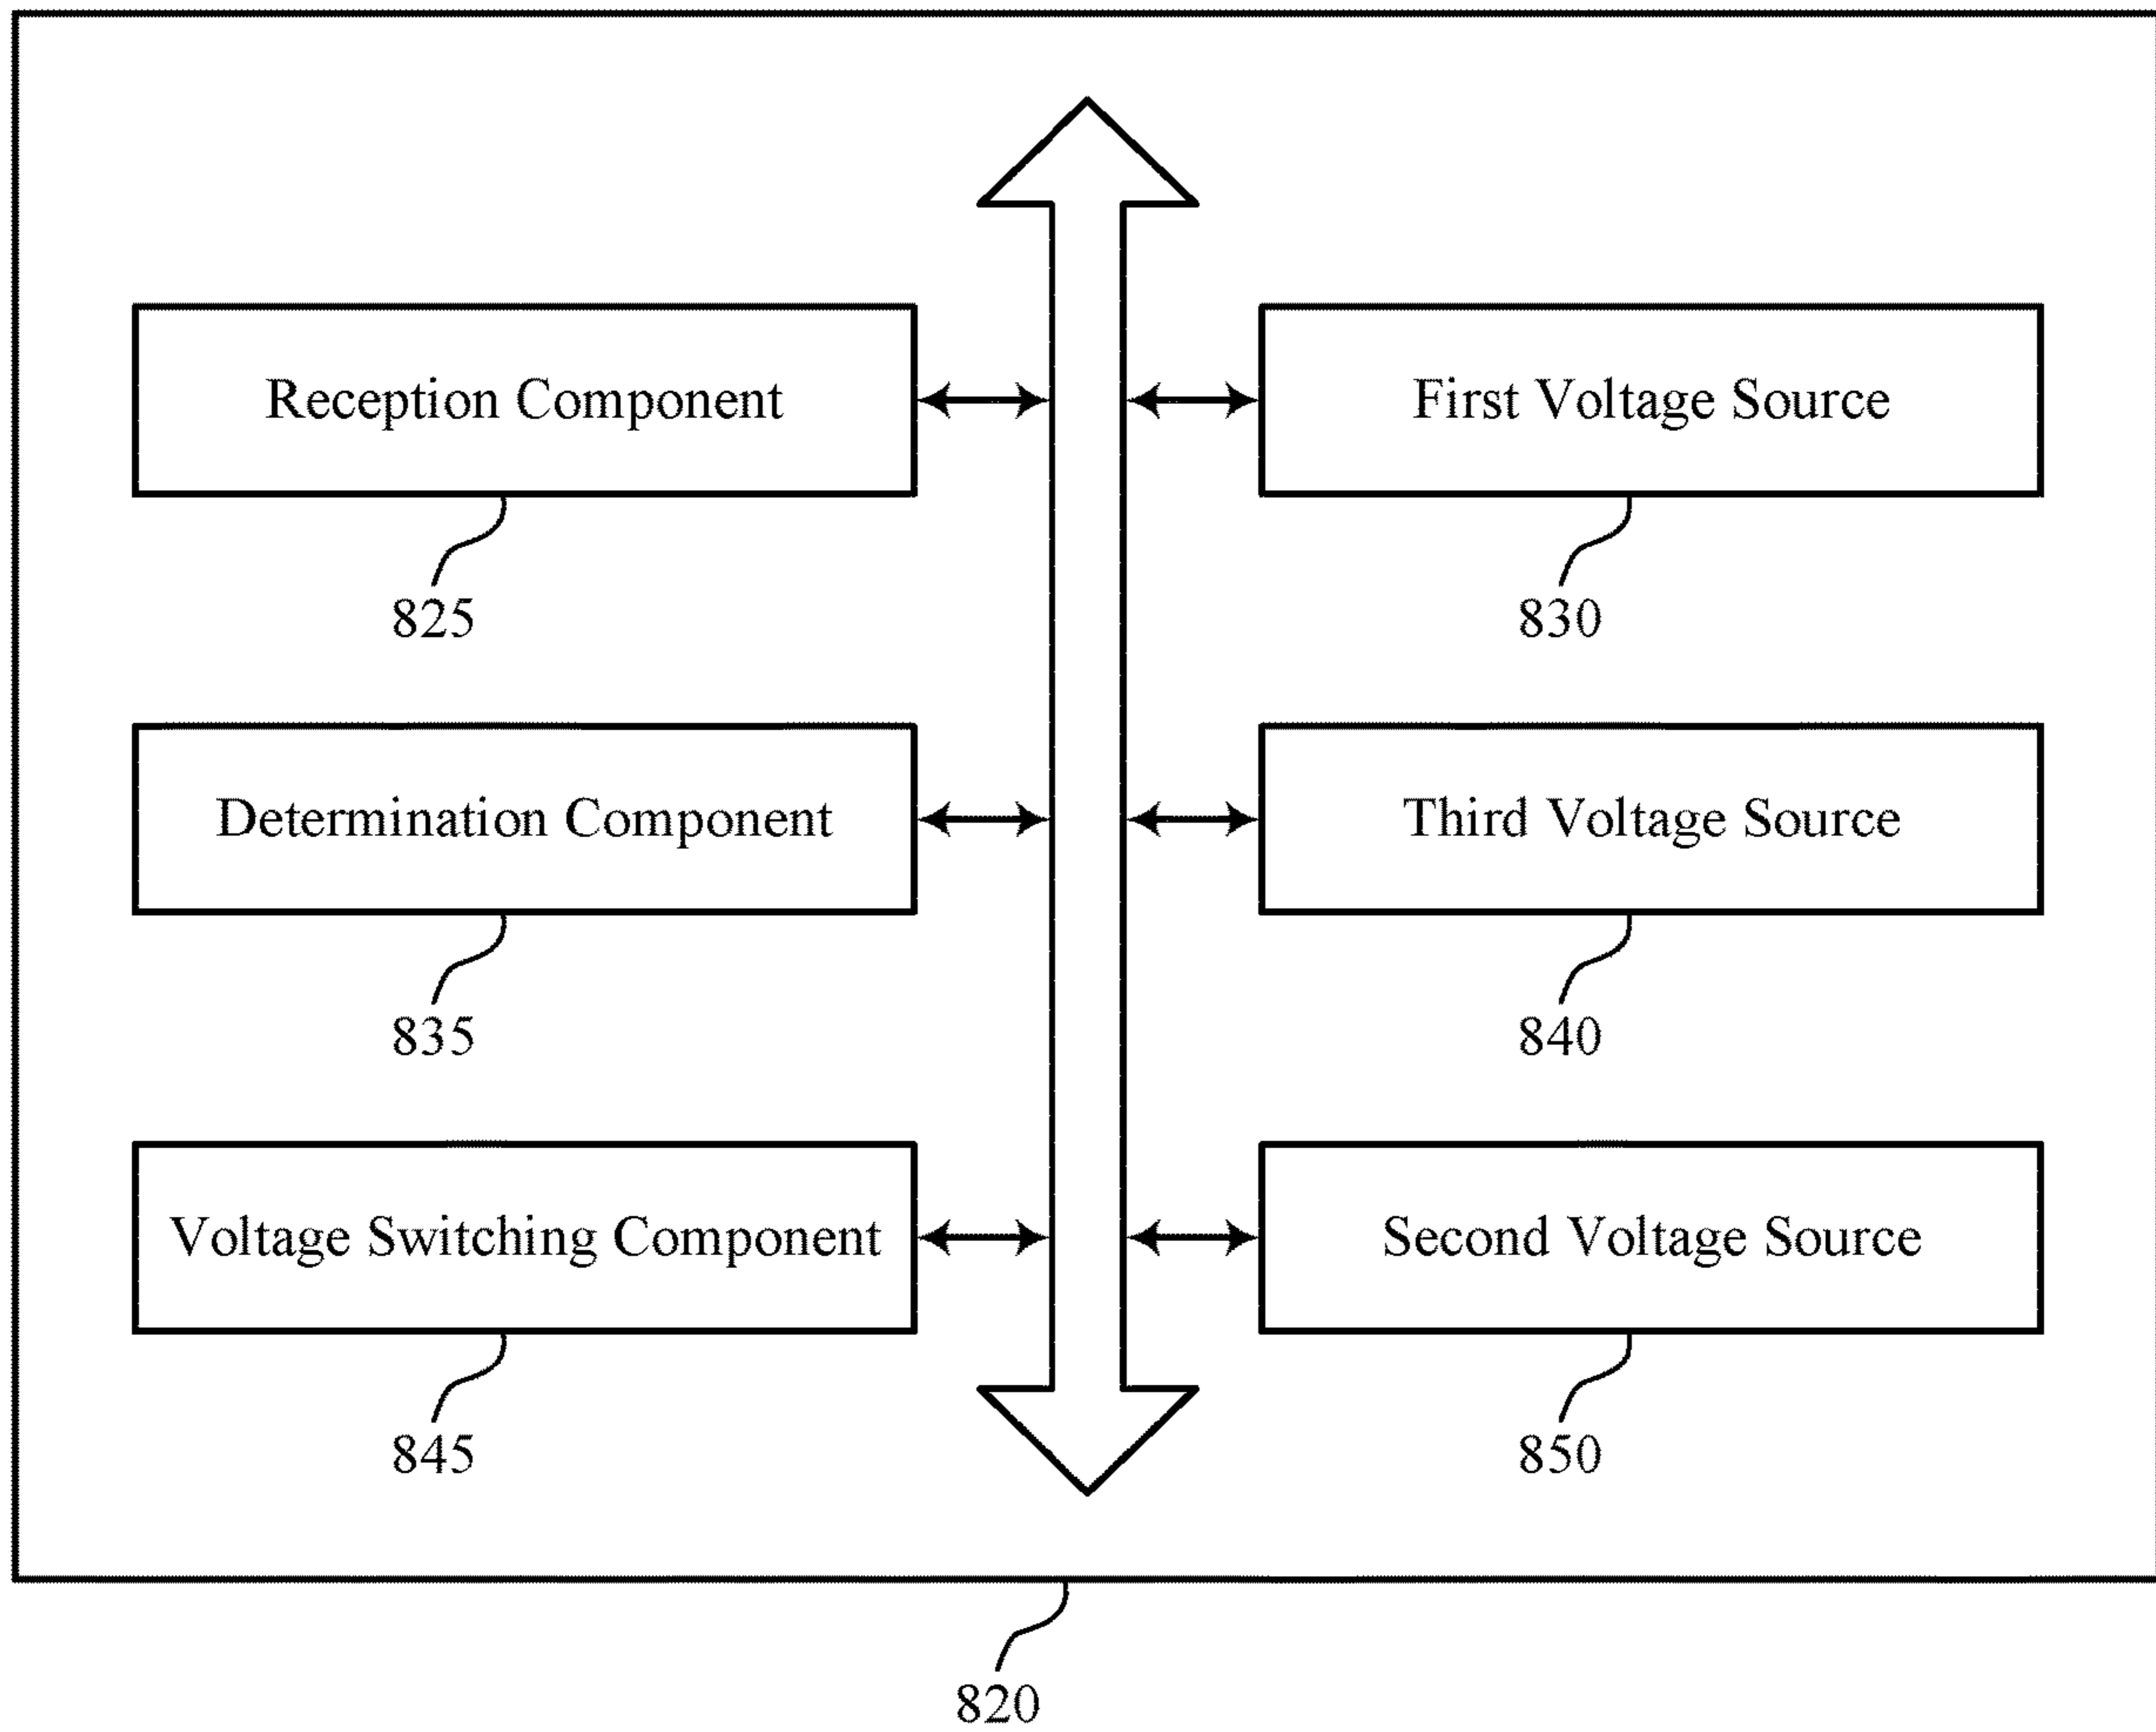 Reception Component
First Voltage Source
825
830
Determination Component
Third Voltage Source
835
840
Voltage Switching Component
Second Voltage Source
845
850
820